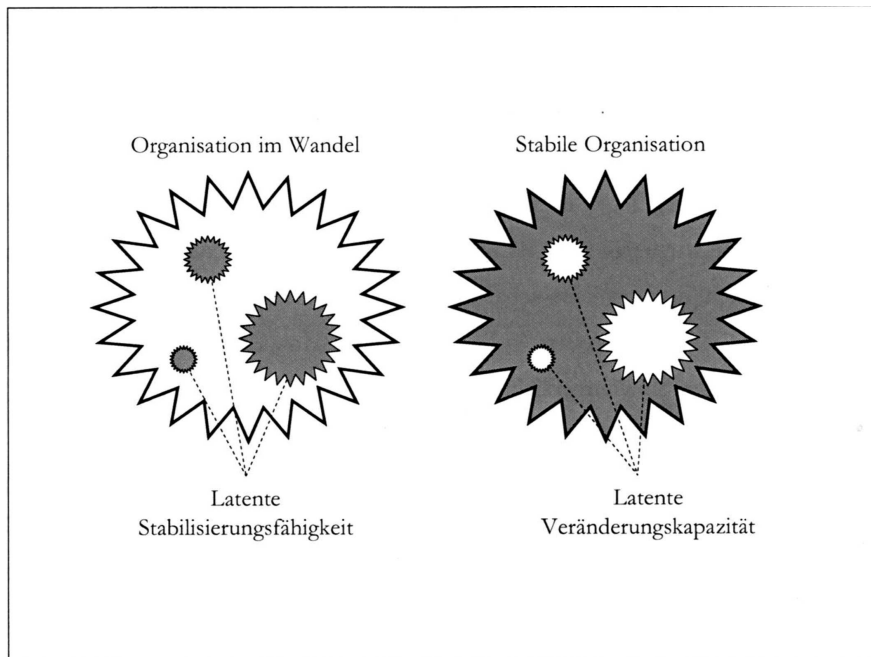 Organisation im Wandel
Stabile Organisation
Latente
Stabilisierungsfähigkeit
Latente
Veränderungskapazität